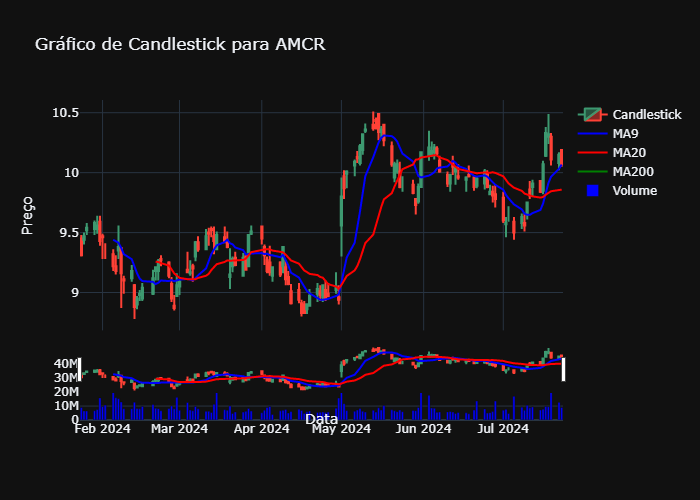 Gráfico de Candlestick para AMCR
10.5
10
9.5
9
Preço
Candlestick
MA9
MA20
MA200
Volume
40M
30M
20M
10M
0
Feb 2024 Mar 2024 Apr 2024 May 2024 Jun 2024 Jul 2024
Data